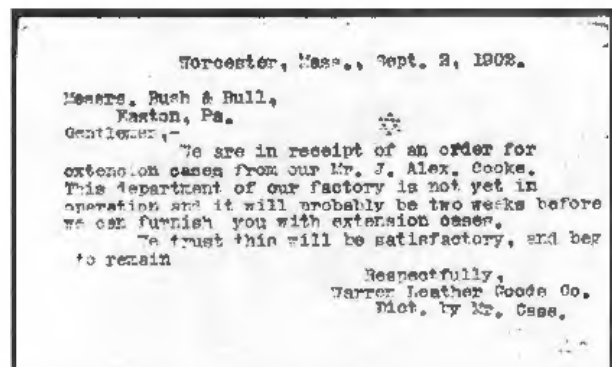 Worcester, Mass., Sept. 2, 1902.
Messrs. Bush & Bull,
Easton, Pa.
Gentlemen,-
We are in receipt of an order for
extension cases from our Mr. J. Alex. Cooke.
This department of our factory is not yet in
operation and it will probably be two weeks before
we can furnish you with extension cases.
We trust this will be satisfactory, and beg
to remain
Respectfully,
Warren Leather Goods Co.
Dict. by Mr. Case.